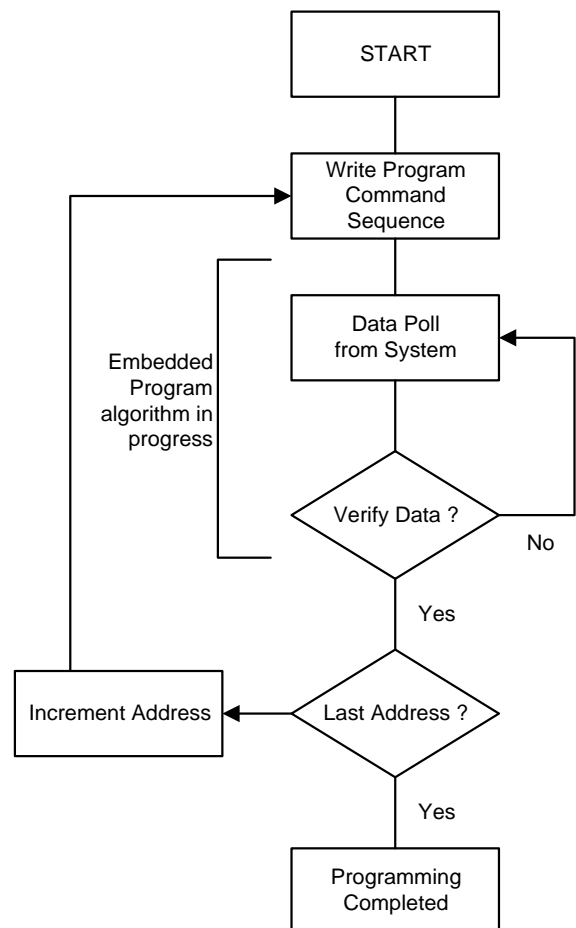 START
Write Program
Command
Sequence
Data Poll
from System
Embedded
Program
algorithm in
progress
Verify Data ?
No
Yes
Increment Address
Last Address ?
Yes
Programming
Completed